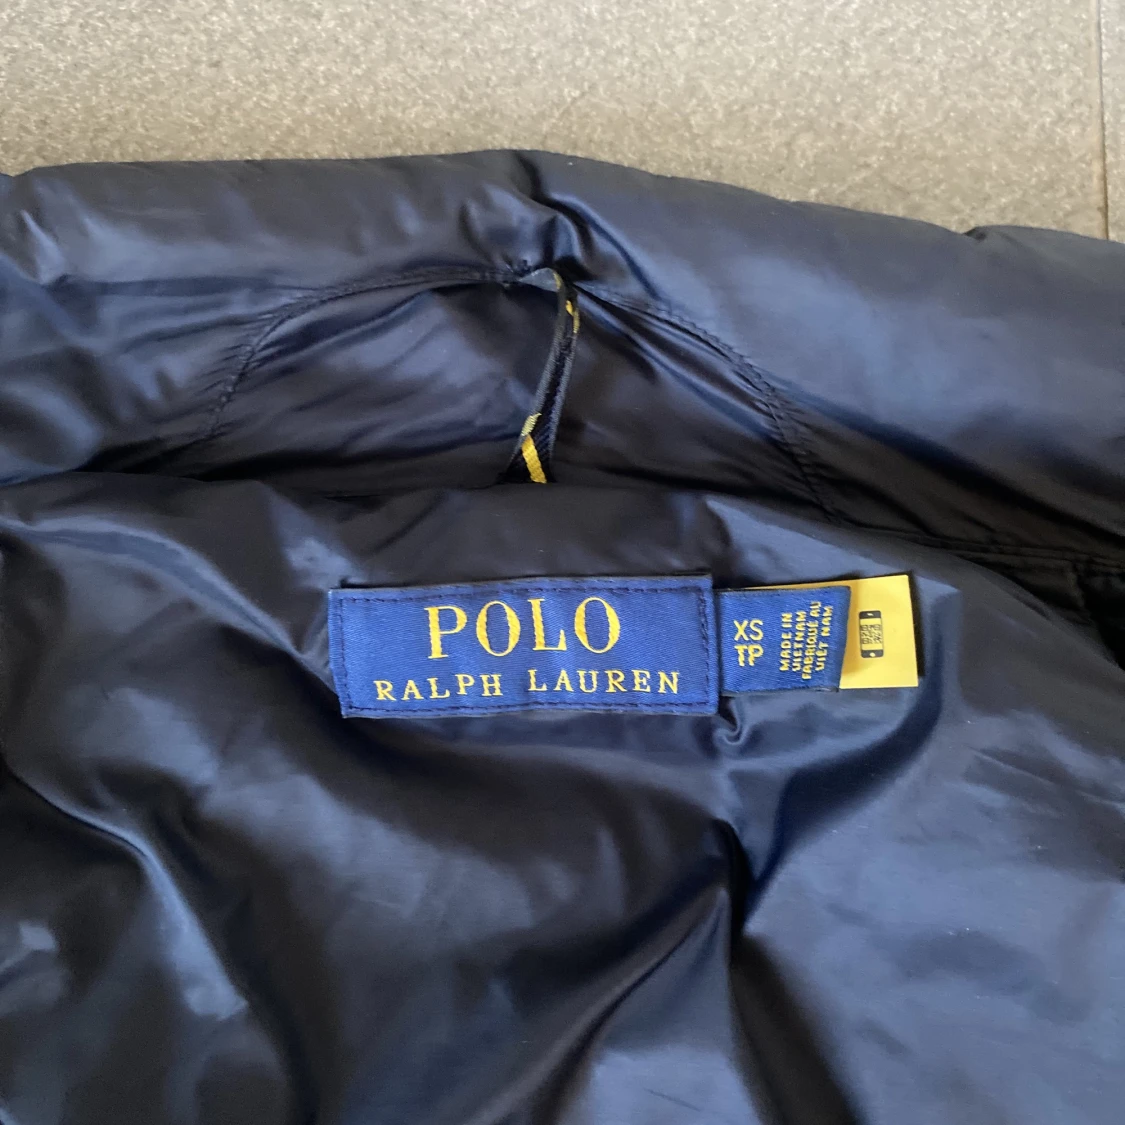 POLO
RALPH LAUREN
XS
TP
MADE IN
VIETNAM
FABRIQUÉ AU
VIÊT NAM